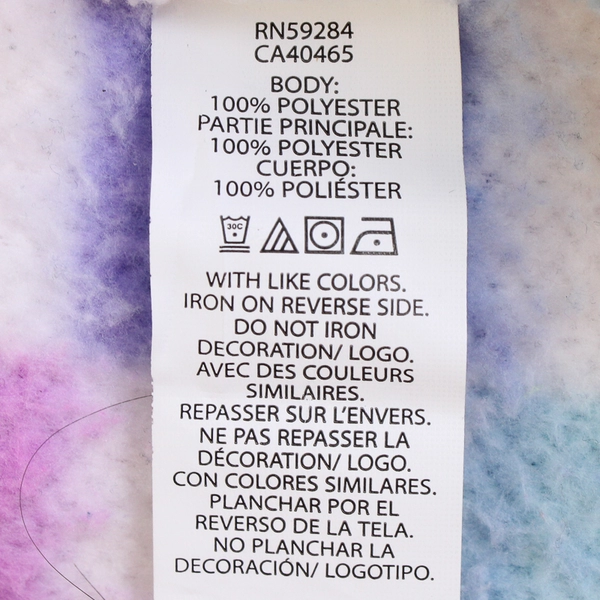 RN59284
CA40465
BODY:
100% POLYESTER
PARTIE PRINCIPALE:
100% POLYESTER
CUERPO:
100% POLIÉSTER
30C
WITH LIKE COLORS.
IRON ON REVERSE SIDE.
DO NOT IRON
DECORATION/ LOGO.
AVEC DES COULEURS
SIMILAIRES.
REPASSER SUR L'ENVERS.
NE PAS REPASSER LA
DÉCORATION/ LOGO.
CON COLORES SIMILARES.
PLANCHAR POR EL
REVERSO DE LA TELA.
NO PLANCHAR LA
DECORACIÓN/ LOGOTIPO.